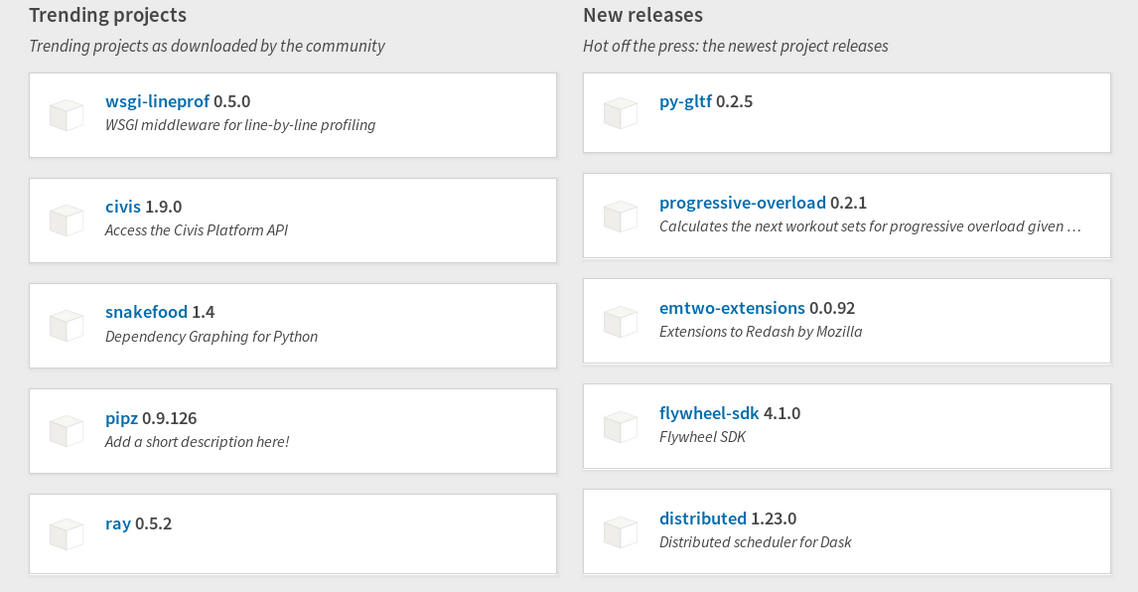 Trending projects
Trending projects as downloaded by the community
wsgi-lineprof 0.5.0
WSGI middleware for line-by-line profiling
civis 1.9.0
Access the Civis Platform API
snakefood 1.4
Dependency Graphing for Python
pipz 0.9.126
Add a short description here!
ray 0.5.2
New releases
Hot off the press: the newest project releases
py-gltf 0.2.5
progressive-overload 0.2.1
Calculates the next workout sets for progressive overload given …
emtwo-extensions 0.0.92
Extensions to Redash by Mozilla
flywheel-sdk 4.1.0
Flywheel SDK
distributed 1.23.0
Distributed scheduler for Dask